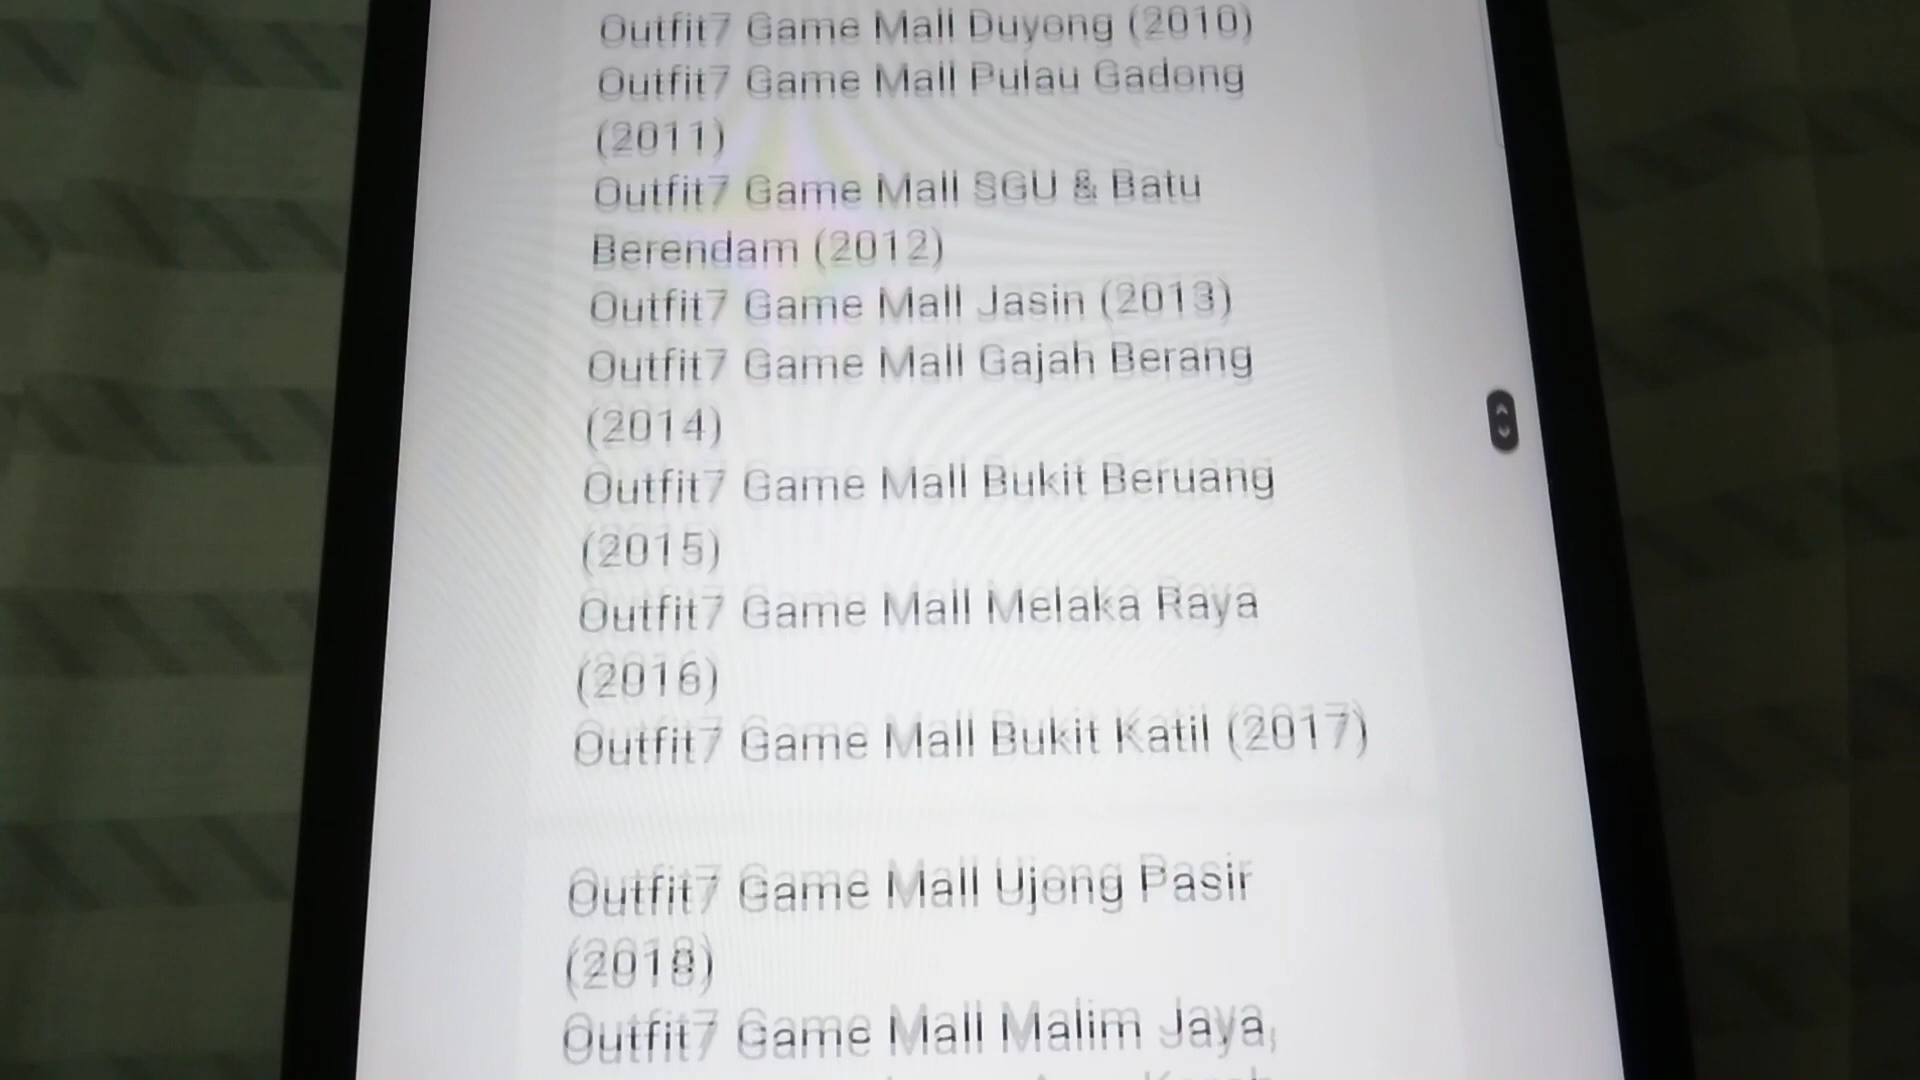 Outfit7 Game Mall Duyong (2010)
Outfit7 Game Mall Pulau Gadong
(2011)
Outfit7 Game Mall SGU & Batu
Berendam (2012)
Outfit7 Game Mall Jasin (2013)
Outfit7 Game Mall Gajah Berang
(2014)
Outfit7 Game Mall Bukit Beruang
(2015)
Outfit7 Game Mall Melaka Raya
(2016)
Outfit7 Game Mall Bukit Katil (2017)
Outfit7 Game Mall Ujong Pasir
(2018)
Outfit7 Game Mall Malim Jaya,